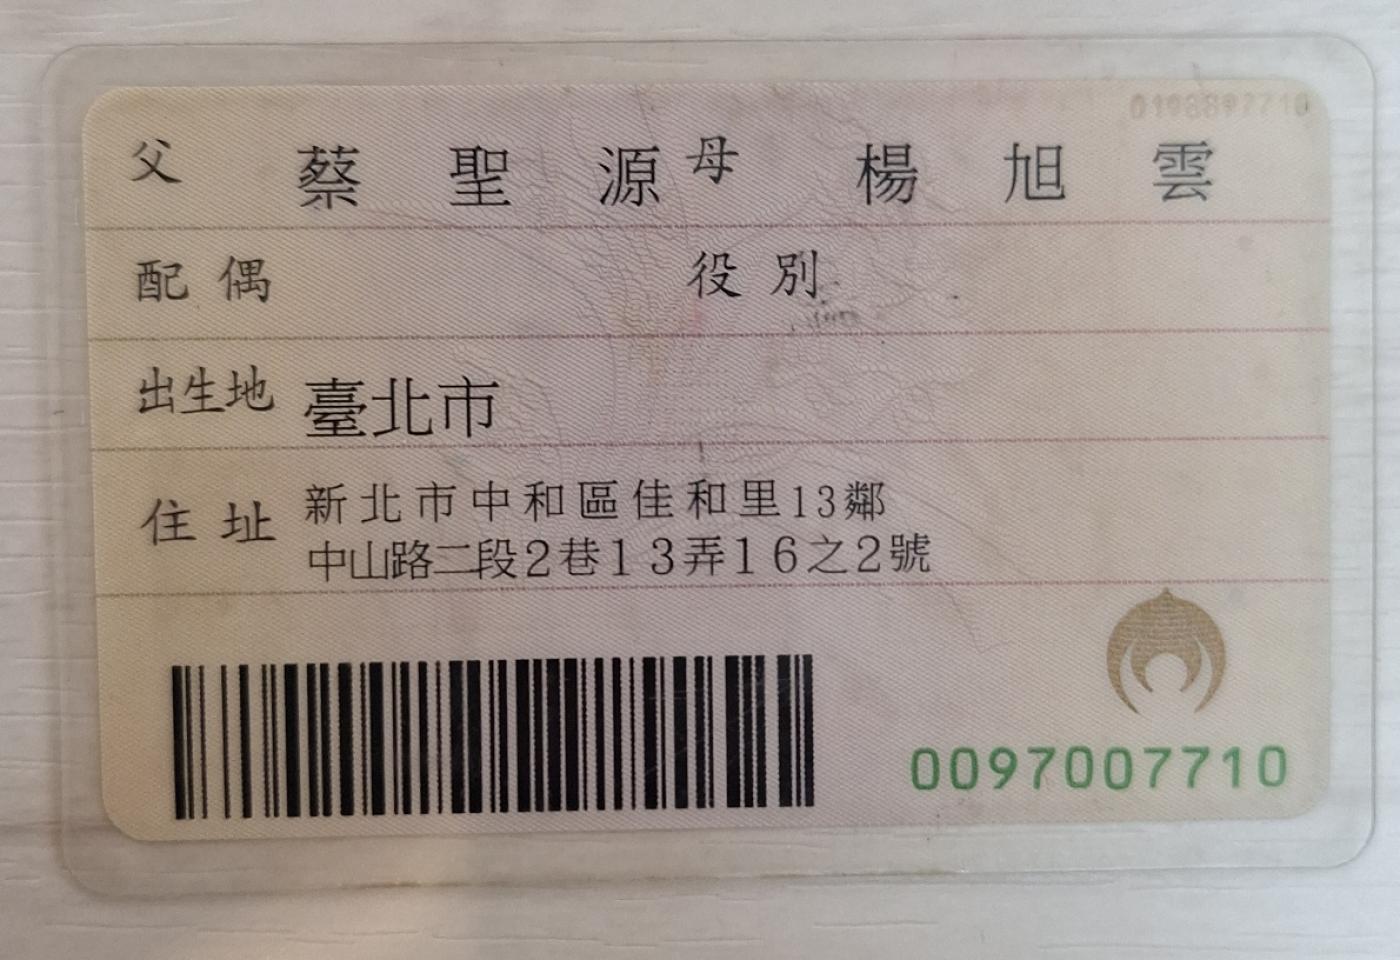 0198897710
父 蔡聖源 母 楊旭雲
配偶 役別
出生地 臺北市
住址 新北市中和區佳和里13鄰
中山路二段2巷13弄16之2號
0097007710